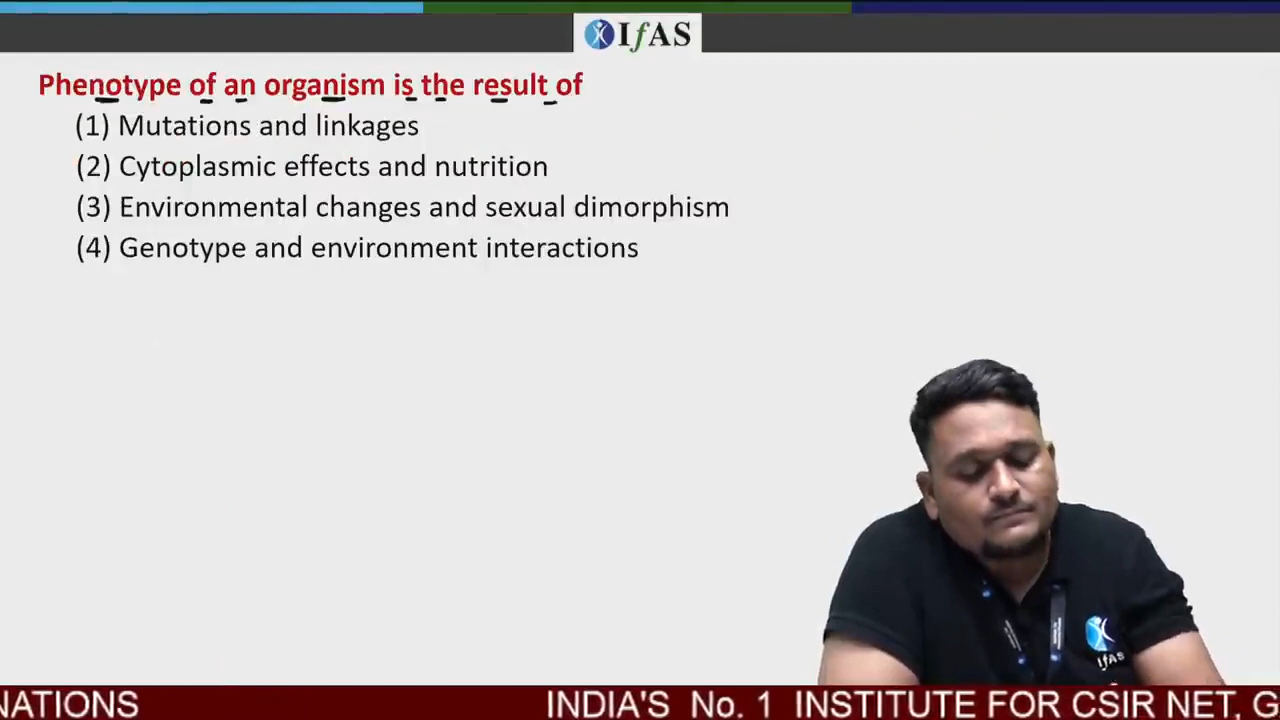 IfAS
Phenotype of an organism is the result of
(1) Mutations and linkages
(2) Cytoplasmic effects and nutrition
(3) Environmental changes and sexual dimorphism
(4) Genotype and environment interactions
IfAS
NATIONS INDIA'S No. 1 INSTITUTE FOR CSIR NET, G